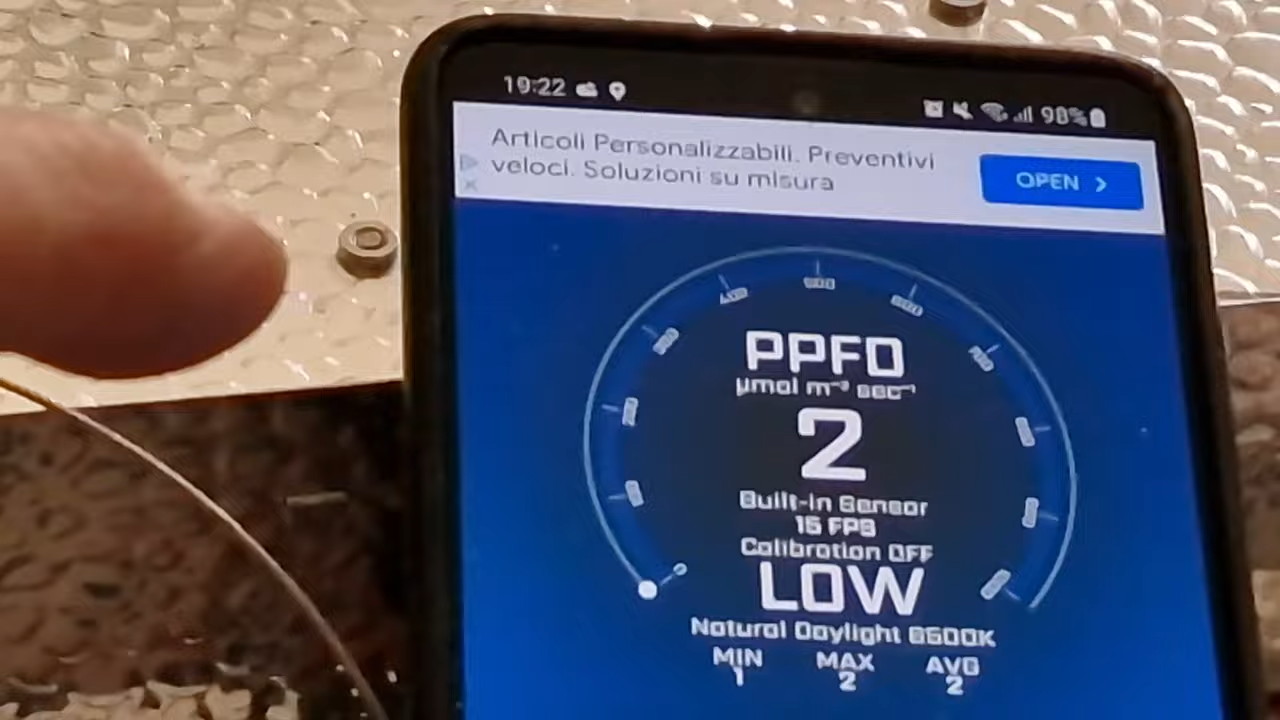 19:22
98%
Articoli Personalizzabili. Preventivi
veloci. Soluzioni su misura
OPEN
PPFD
µmol m⁻² sec⁻¹
2
Built-in Sensor
15 FPS
Calibration OFF
LOW
Natural Daylight 6500K
MIN MAX AVG
1 2 2